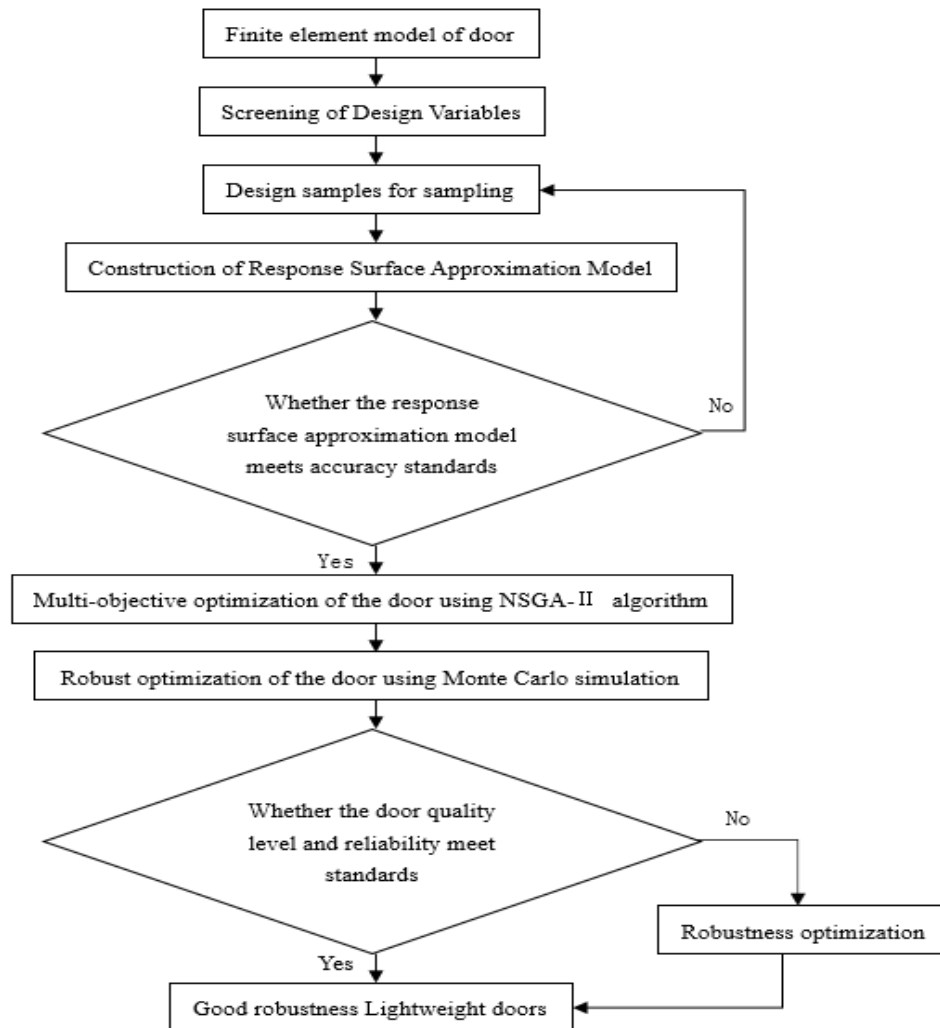 Finite element model of door
Screening of Design Variables
Design samples for sampling
Construction of Response Surface Approximation Model
Whether the response
surface approximation model
meets accuracy standards
No
Yes
Multi-objective optimization of the door using NSGA-II algorithm
Robust optimization of the door using Monte Carlo simulation
Whether the door quality
level and reliability meet
standards
No
Robustness optimization
Yes
Good robustness Lightweight doors